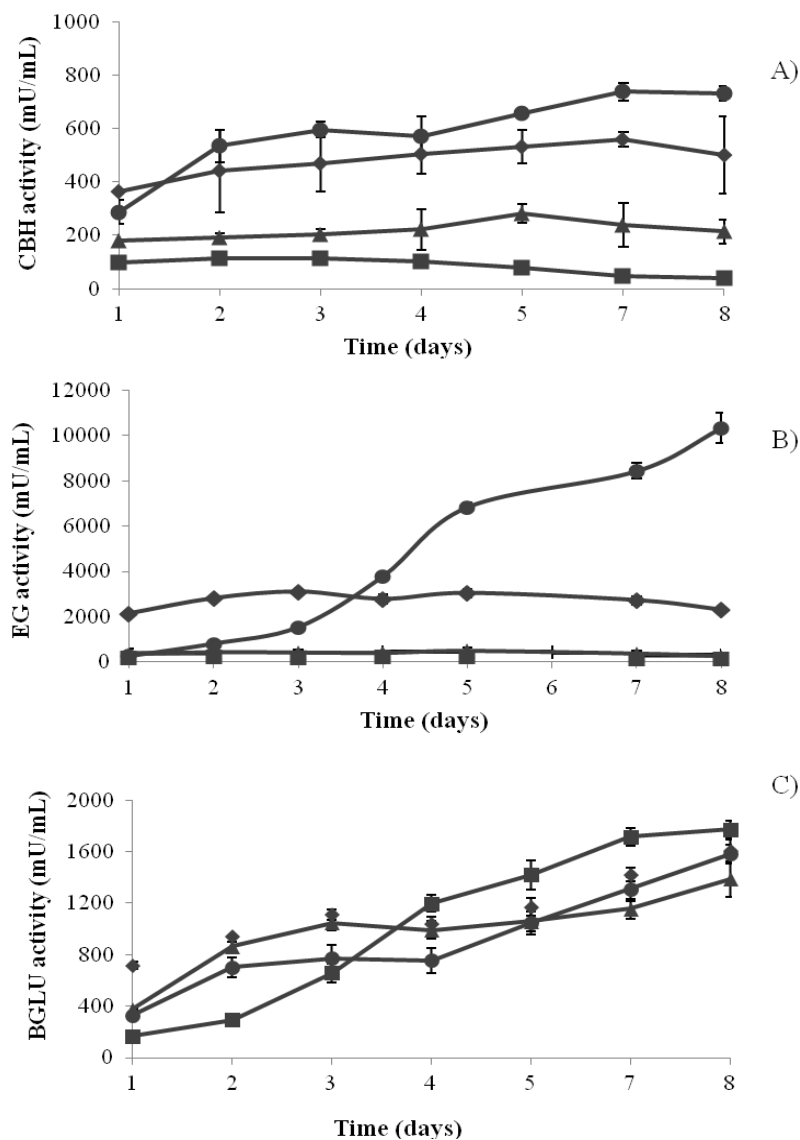 A)
CBH activity (mU/mL)
1000
800
600
400
200
0
1 2 3 4 5 7 8
Time (days)
B)
EG activity (mU/mL)
12000
10000
8000
6000
4000
2000
0
1 2 3 4 5 6 7 8
Time (days)
C)
BGLU activity (mU/mL)
2000
1600
1200
800
400
0
1 2 3 4 5 7 8
Time (days)